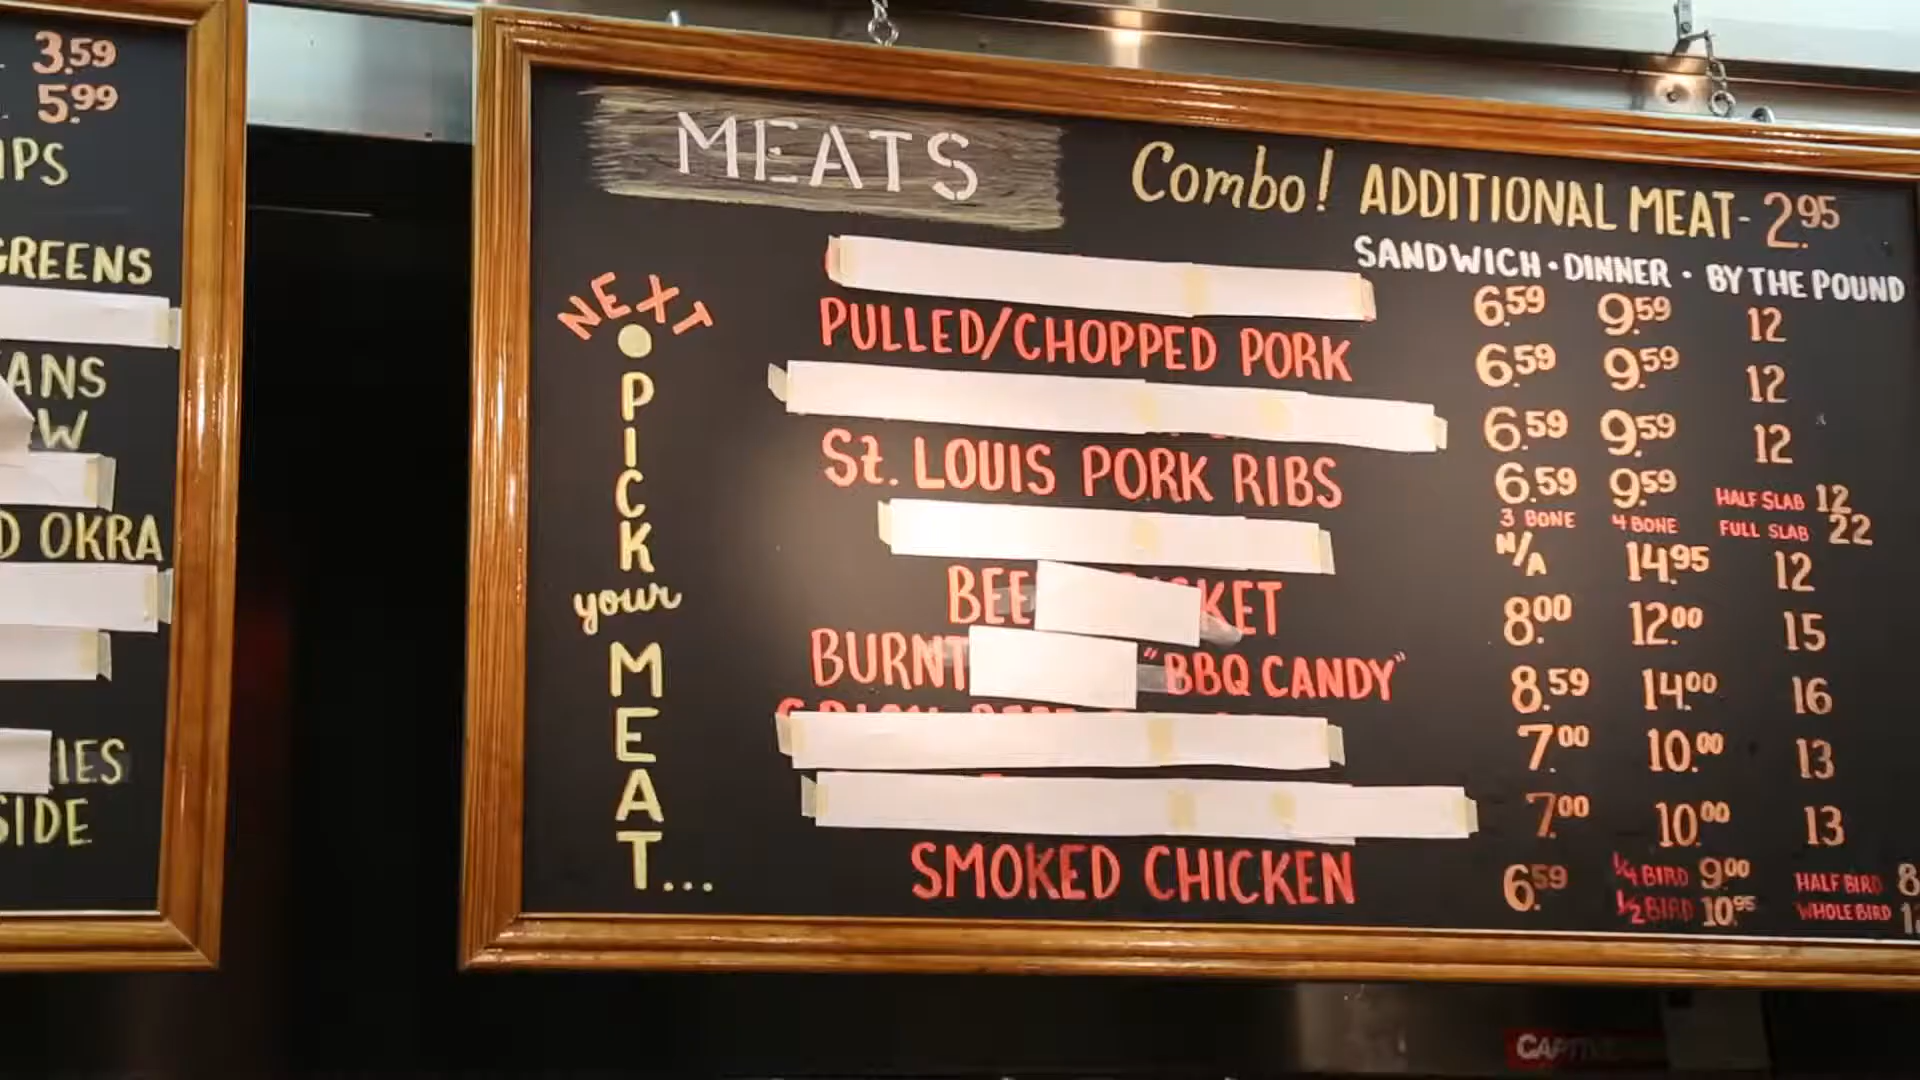 3.59
5.99
IPS
GREENS
ANS
W
D OKRA
IES
SIDE
MEATS
Combo! ADDITIONAL MEAT- 2.95
SANDWICH · DINNER · BY THE POUND
NEXT
PICK
your
MEAT...
6.59 9.59 12
PULLED/CHOPPED PORK 6.59 9.59 12
6.59 9.59 12
St. LOUIS PORK RIBS 6.59 9.59 HALF SLAB 12
3 BONE 4 BONE FULL SLAB 22
N/A 14.95 12
BEE KET 8.00 12.00 15
BURNT "BBQ CANDY" 8.59 14.00 16
7.00 10.00 13
7.00 10.00 13
SMOKED CHICKEN 6.59 1/4 BIRD 9.00 HALF BIRD 8
1/2 BIRD 10.95 WHOLE BIRD